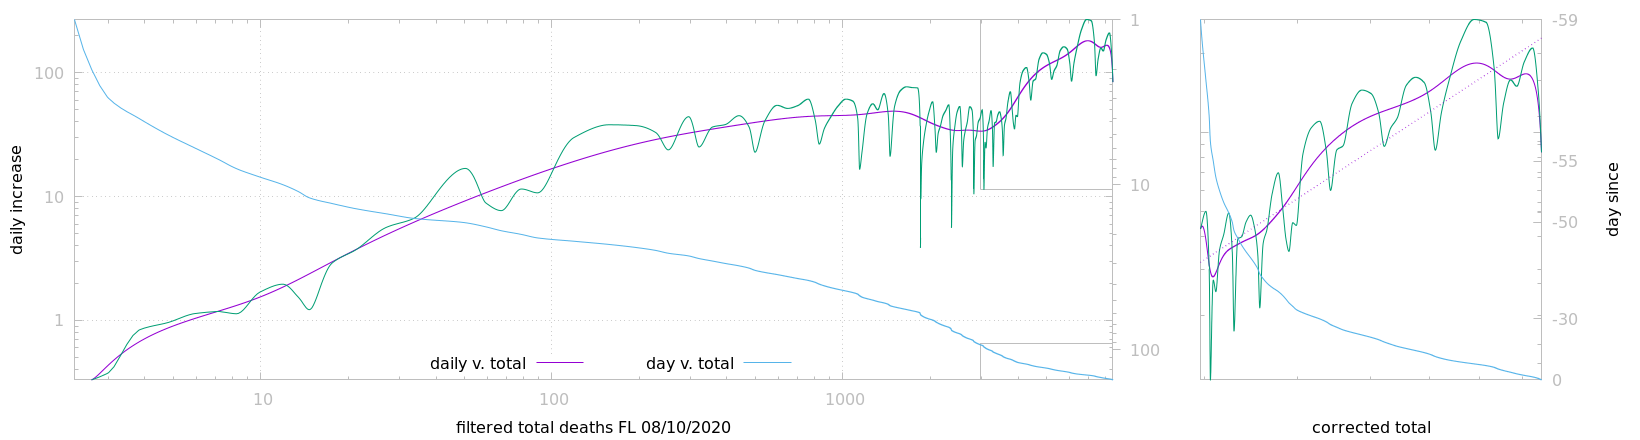 100
10
1
daily increase
10
100
1000
filtered total deaths FL 08/10/2020
daily v. total
day v. total
1
10
100
-59
-55
-50
-30
0
day since
corrected total